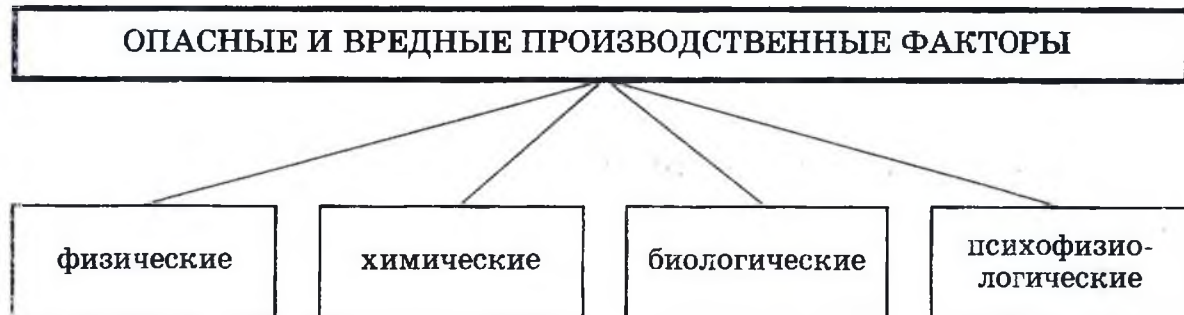 ОПАСНЫЕ И ВРЕДНЫЕ ПРОИЗВОДСТВЕННЫЕ ФАКТОРЫ
физические
химические
биологические
психофизио-
логические